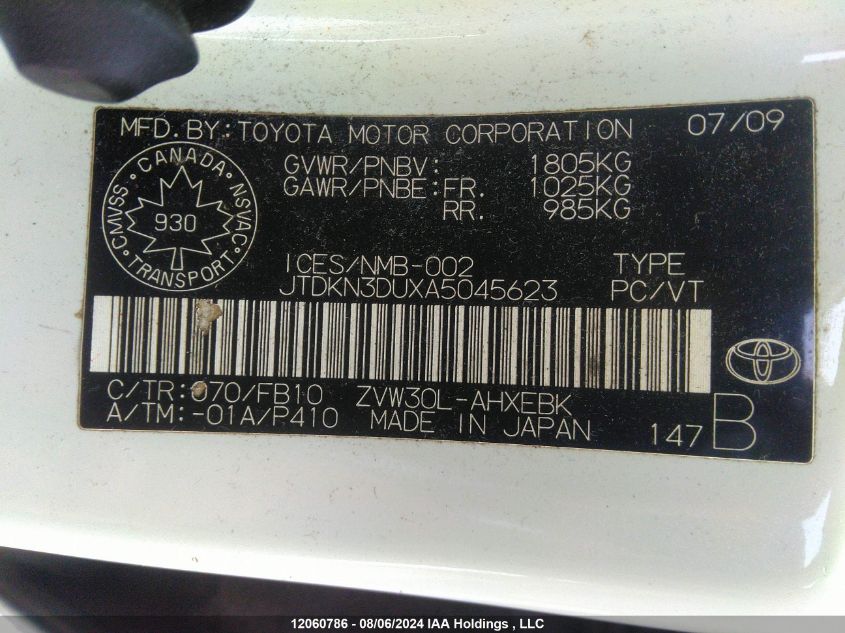 MFD.BY:TOYOTA MOTOR CORPORATION 07/09
GVWR/PNBV: 1805KG
GAWR/PNBE:FR. 1025KG
RR. 985KG
CANADA
CMVSS 930 NSVAC
TRANSPORT
ICES/NMB-002 TYPE
JTDKN3DUXA5045623 PC/VT
C/TR:070/FB10 ZVW30L-AHXEBK
A/TM:-01A/P410 MADE IN JAPAN 147 B
12060786 - 08/06/2024 IAA Holdings, LLC